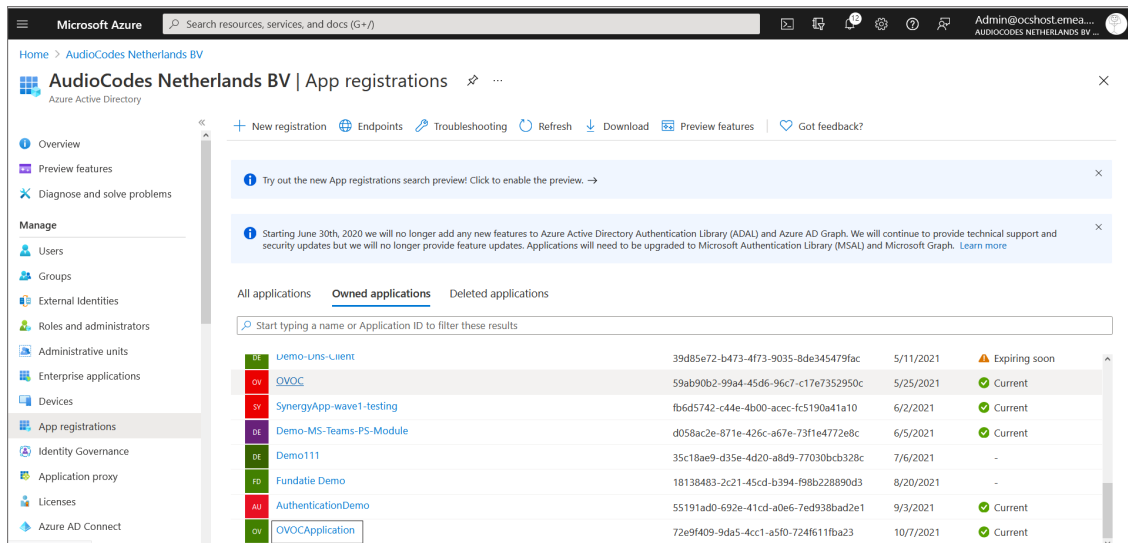 Microsoft Azure
Search resources, services, and docs (G+/)
12
Admin@ocshost.emea....
AUDIOCODES NETHERLANDS BV ...
Home > AudioCodes Netherlands BV
AudioCodes Netherlands BV | App registrations
Azure Active Directory
New registration Endpoints Troubleshooting Refresh Download Preview features Got feedback?
Overview
Preview features
Diagnose and solve problems
Manage
Users
Groups
External Identities
Roles and administrators
Administrative units
Enterprise applications
Devices
App registrations
Identity Governance
Application proxy
Licenses
Azure AD Connect
Try out the new App registrations search preview! Click to enable the preview. →
Starting June 30th, 2020 we will no longer add any new features to Azure Active Directory Authentication Library (ADAL) and Azure AD Graph. We will continue to provide technical support and
security updates but we will no longer provide feature updates. Applications will need to be upgraded to Microsoft Authentication Library (MSAL) and Microsoft Graph. Learn more
All applications Owned applications Deleted applications
Start typing a name or Application ID to filter these results
DE Demo-Dns-Client 39d85e72-b473-4f73-9035-8de345479fac 5/11/2021 Expiring soon
OV OVOC 59ab90b2-99a4-45d6-96c7-c17e7352950c 5/25/2021 Current
SY SynergyApp-wave1-testing fb6d5742-c44e-4b00-acec-fc5190a41a10 6/2/2021 Current
DE Demo-MS-Teams-PS-Module d058ac2e-871e-426c-a67e-73f1e4772e8c 6/5/2021 Current
DE Demo111 35c18ae9-d35e-4d20-a8d9-77030bcb328c 7/6/2021 -
FD Fundatie Demo 18138483-2c21-45cd-b394-f98b228890d3 8/20/2021 -
AU AuthenticationDemo 55191ad0-692e-41cd-a0e6-7ed938bad2e1 9/3/2021 Current
OV OVOCApplication 72e9f409-9da5-4cc1-a5f0-724f611fba23 10/7/2021 Current